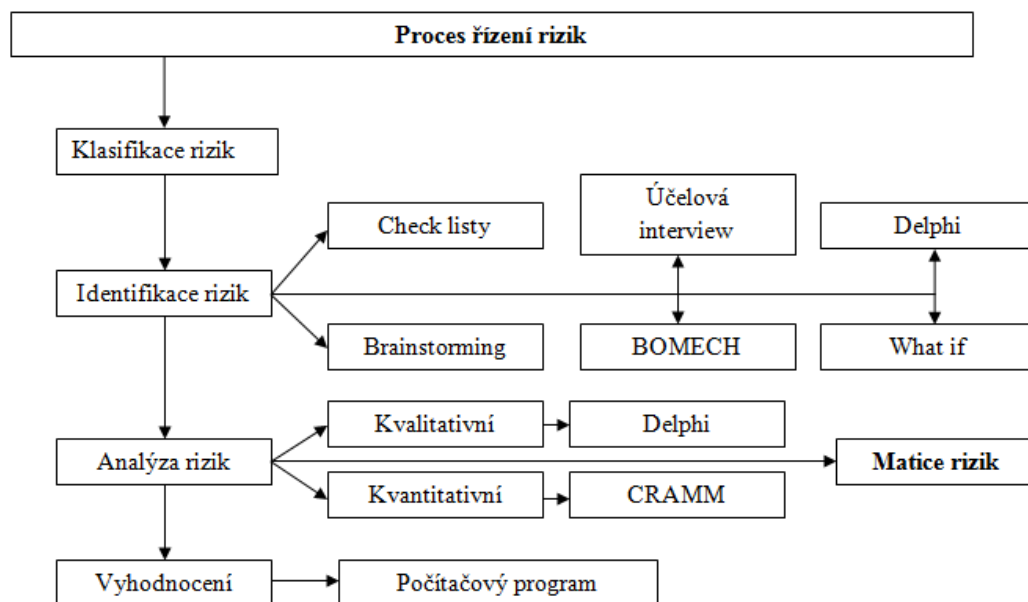 Proces řízení rizik
Klasifikace rizik
Check listy
Účelová
interview
Delphi
Identifikace rizik
Brainstorming
BOMECH
What if
Kvalitativní
Delphi
Analýza rizik
Matice rizik
Kvantitativní
CRAMM
Vyhodnocení
Počítačový program